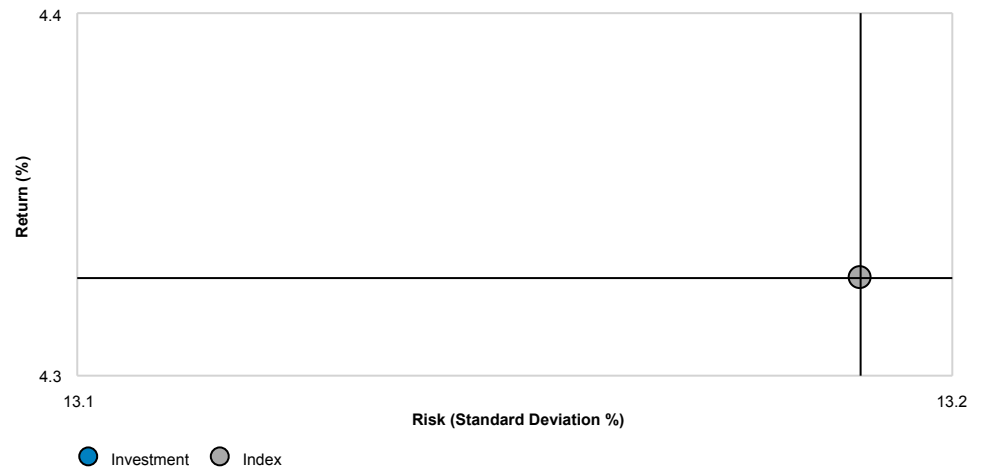 4.4
Return (%)
4.3
13.1
13.2
Risk (Standard Deviation %)
Investment Index